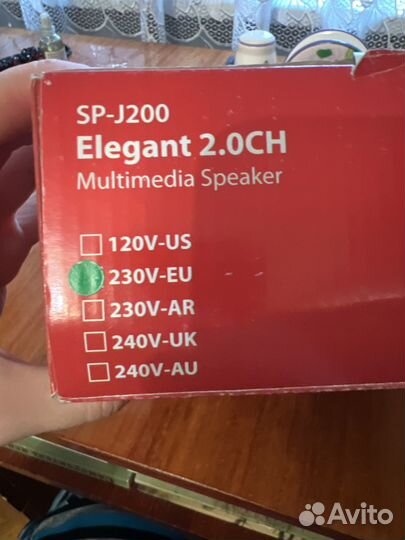 SP-J200
Elegant 2.0CH
Multimedia Speaker
120V-US
230V-EU
230V-AR
240V-UK
240V-AU
Avito